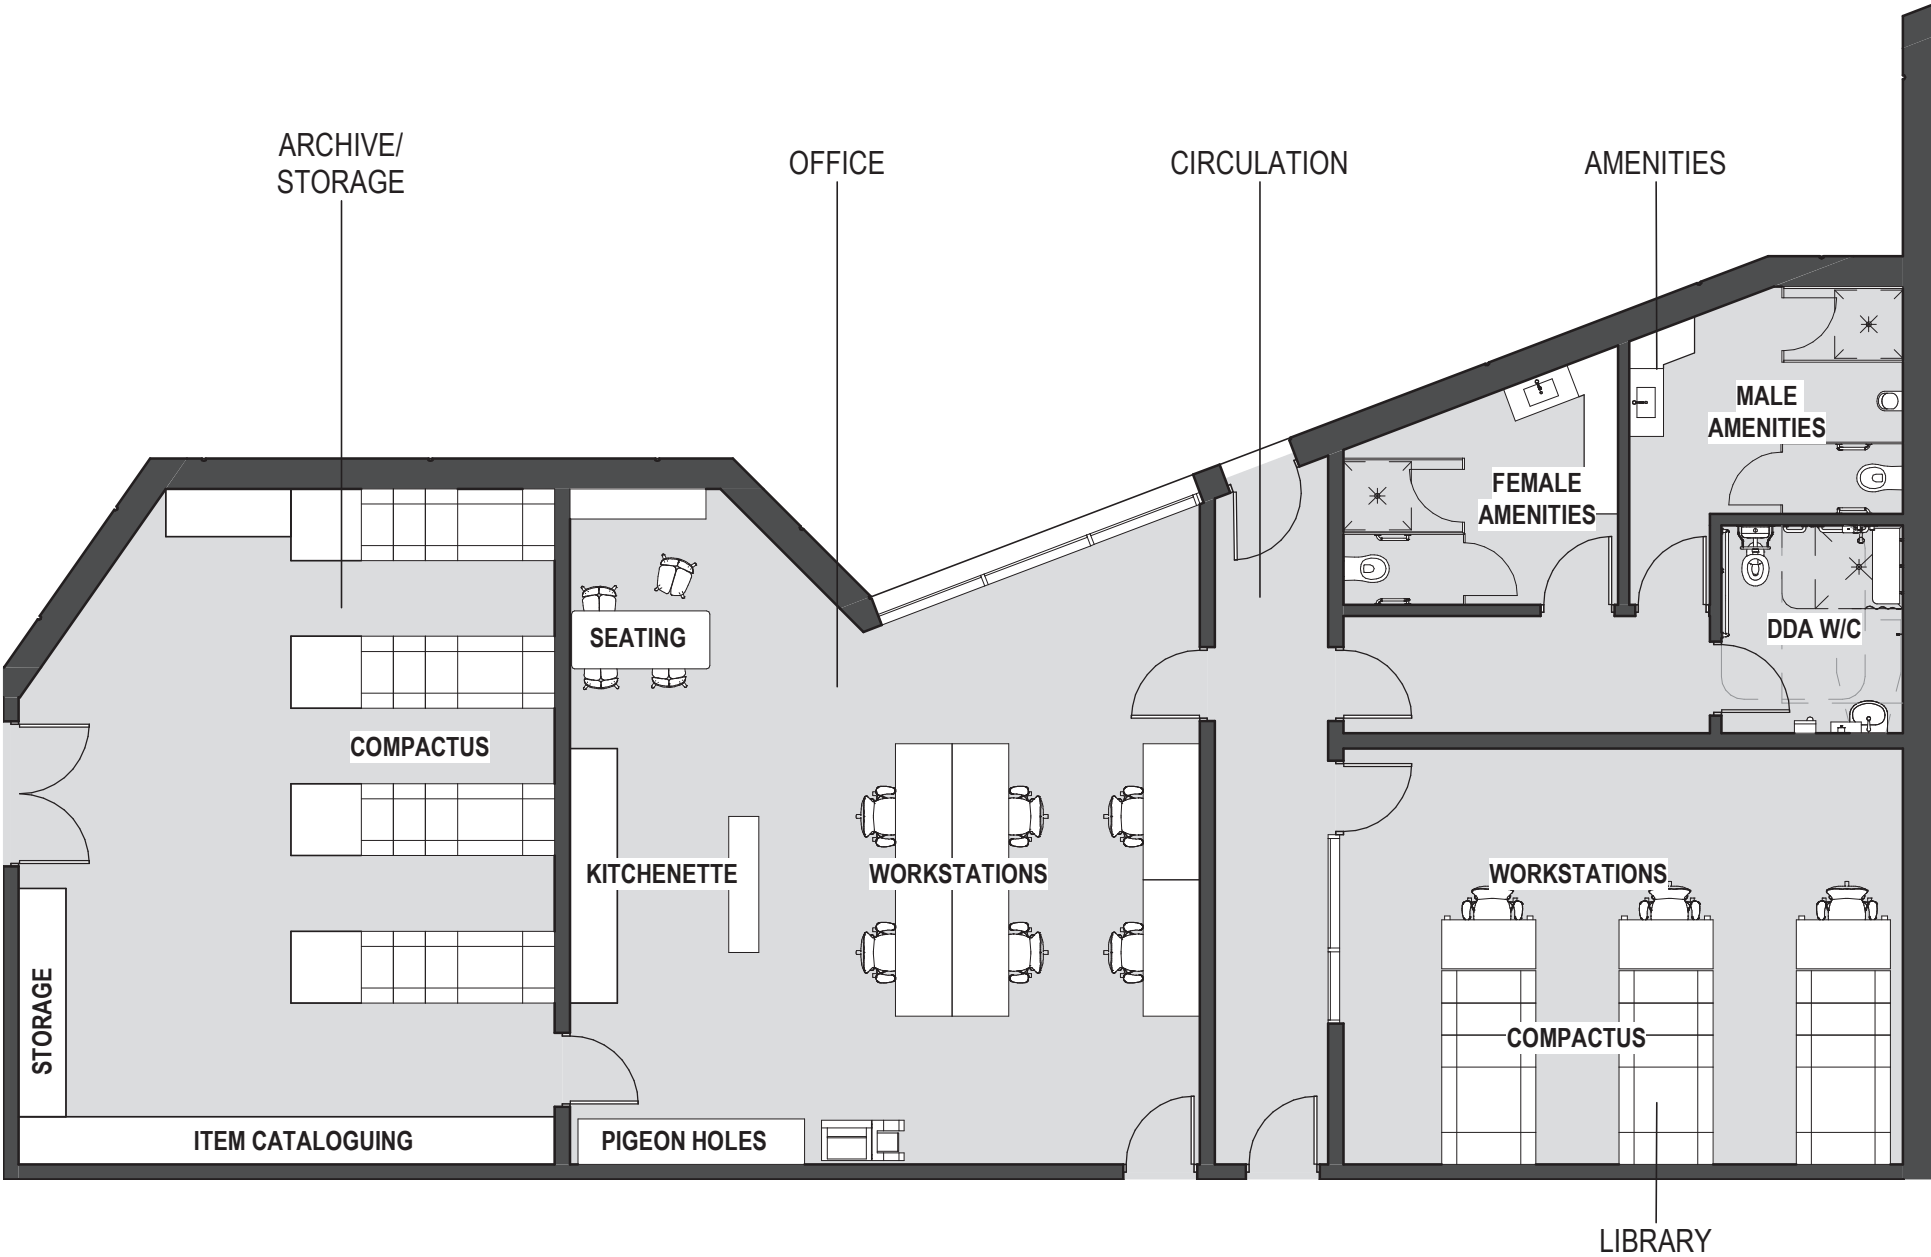 ARCHIVE/
STORAGE
OFFICE
CIRCULATION
AMENITIES
MALE
AMENITIES
FEMALE
AMENITIES
SEATING
DDA W/C
COMPACTUS
KITCHENETTE
WORKSTATIONS
WORKSTATIONS
STORAGE
COMPACTUS
ITEM CATALOGUING
PIGEON HOLES
LIBRARY